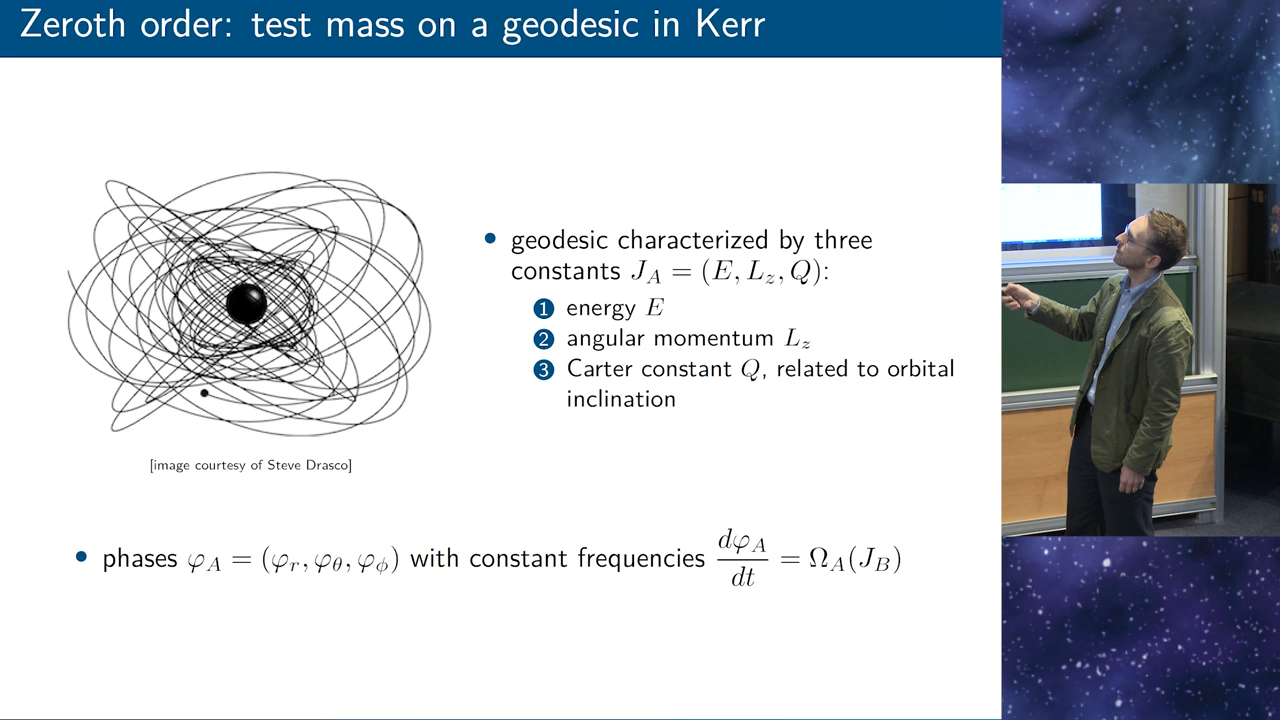 Zeroth order: test mass on a geodesic in Kerr
• geodesic characterized by three
constants J_A = (E, L_z, Q):
1 energy E
2 angular momentum L_z
3 Carter constant Q, related to orbital
inclination
[image courtesy of Steve Drasco]
• phases φ_A = (φ_r, φ_θ, φ_ϕ) with constant frequencies dφ_A/dt = Ω_A(J_B)